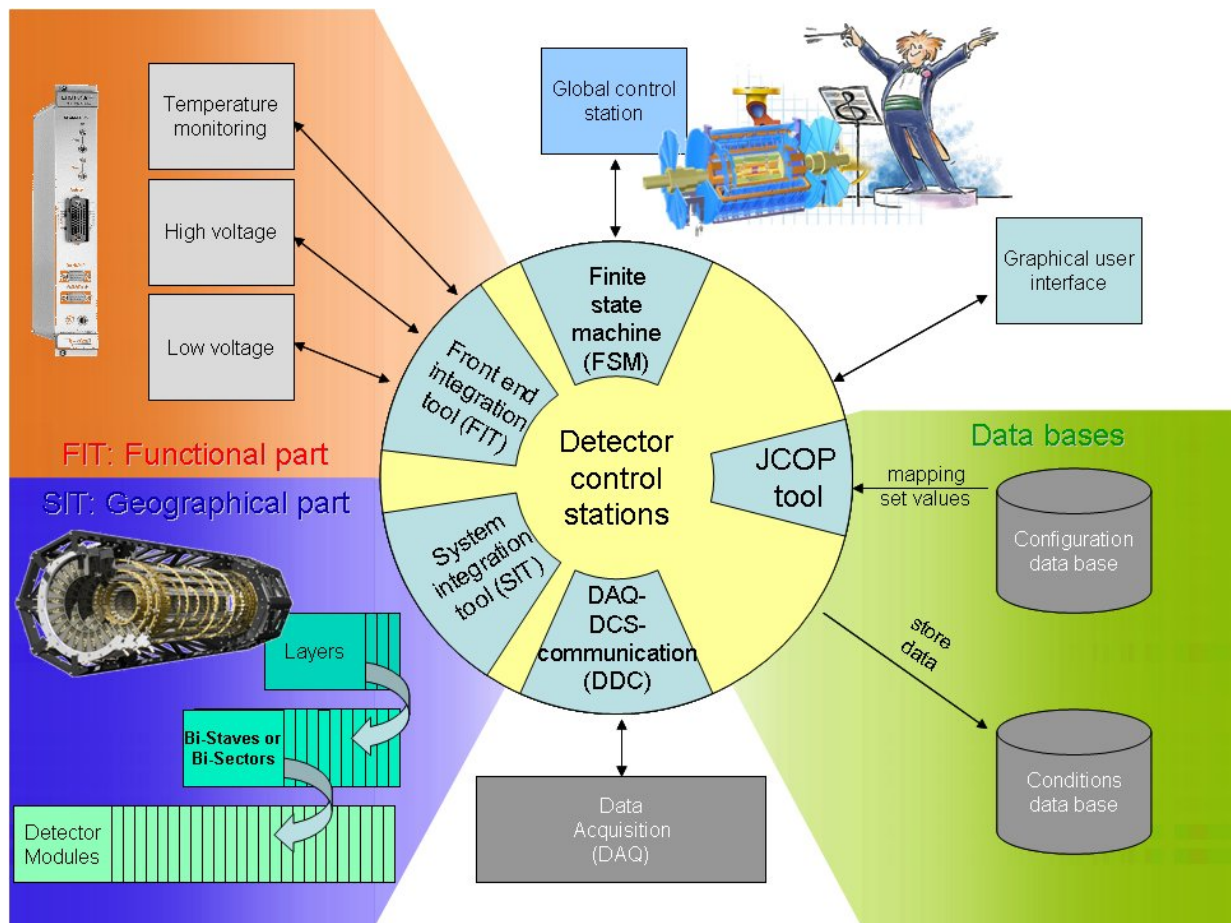 Temperature
monitoring
High voltage
Low voltage
FIT: Functional part
Global control
station
Graphical user
interface
Finite
state
machine
(FSM)
Front end
integration
tool (FIT)
Detector
control
stations
JCOP
tool
System
integration
tool (SIT)
DAQ-
DCS-
communication
(DDC)
Data bases
mapping
set values
Configuration
data base
store
data
Conditions
data base
SIT: Geographical part
Layers
Bi-Staves or
Bi-Sectors
Detector
Modules
Data
Acquisition
(DAQ)